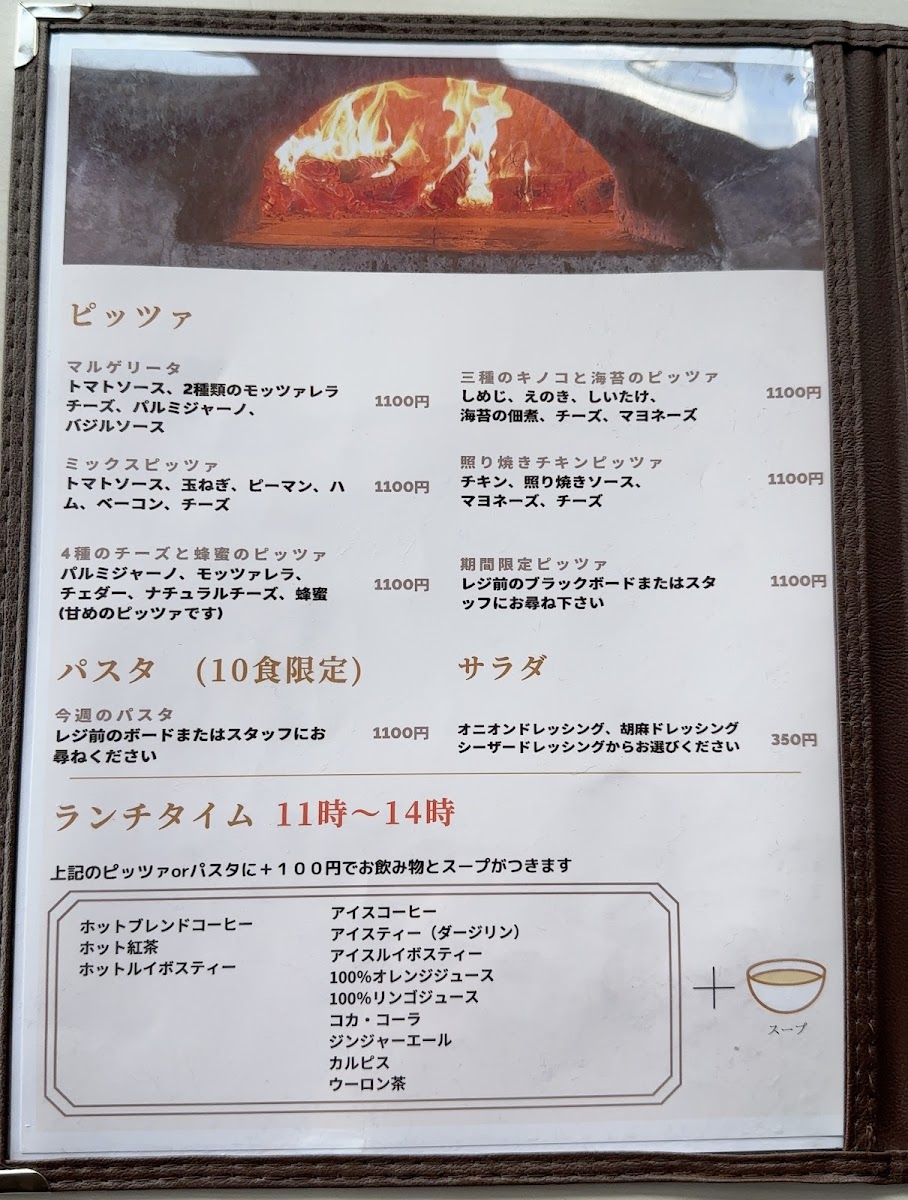 ピッツァ
マルゲリータ
トマトソース、2種類のモッツァレラ
チーズ、パルミジャーノ、
バジルソース
1100円
ミックスピッツァ
トマトソース、玉ねぎ、ピーマン、ハ
ム、ベーコン、チーズ
1100円
4種のチーズと蜂蜜のピッツァ
パルミジャーノ、モッツァレラ、
チェダー、ナチュラルチーズ、蜂蜜
(甘めのピッツァです)
1100円
三種のキノコと海苔のピッツァ
しめじ、えのき、しいたけ、
海苔の佃煮、チーズ、マヨネーズ
1100円
照り焼きチキンピッツァ
チキン、照り焼きソース、
マヨネーズ、チーズ
1100円
期間限定ピッツァ
レジ前のブラックボードまたはスタ
ッフにお尋ね下さい
1100円
パスタ (10食限定)
今週のパスタ
レジ前のボードまたはスタッフにお
尋ねください
1100円
サラダ
オニオンドレッシング、胡麻ドレッシング
シーザードレッシングからお選びください
350円
ランチタイム 11時～14時
上記のピッツァorパスタに＋１００円でお飲み物とスープがつきます
ホットブレンドコーヒー
ホット紅茶
ホットルイボスティー
アイスコーヒー
アイスティー（ダージリン）
アイスルイボスティー
100%オレンジジュース
100%リンゴジュース
コカ・コーラ
ジンジャーエール
カルピス
ウーロン茶
＋
スープ